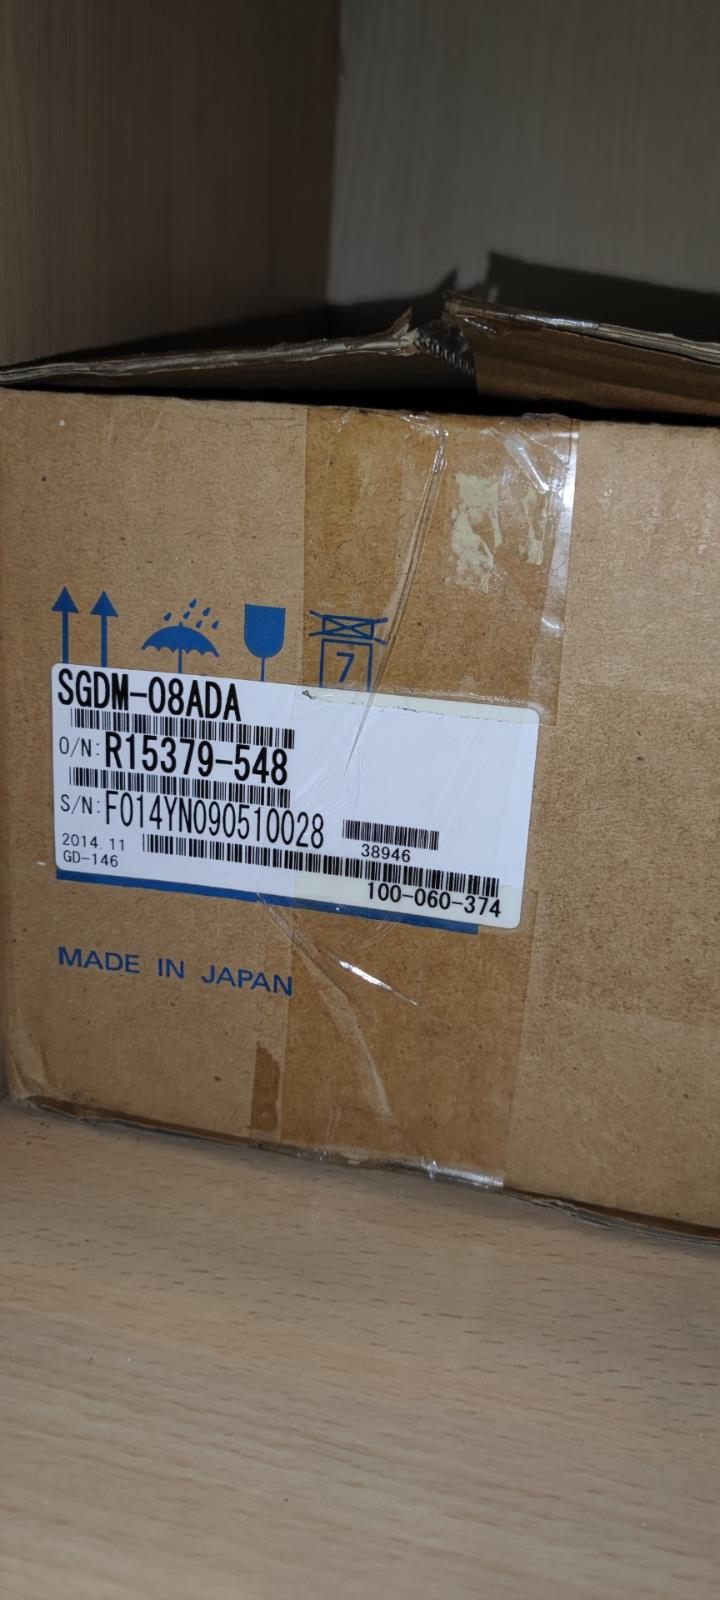 7
SGDM-08ADA
O/N: R15379-548
S/N: F014YN090510028
38946
2014.11
GD-146
100-060-374
MADE IN JAPAN